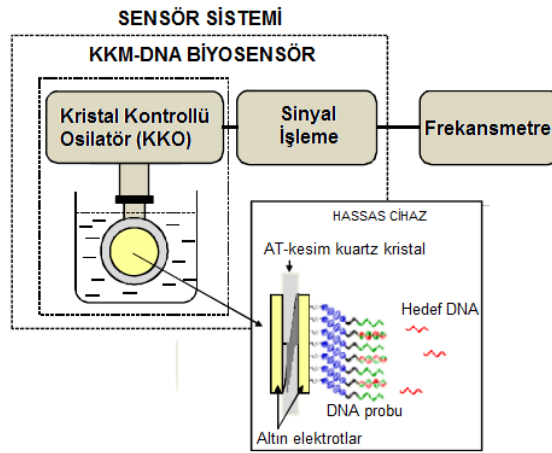 SENSÖR SİSTEMİ
KKM-DNA BİYOSENSÖR
Kristal Kontrollü
Osilatör (KKO)
Sinyal
İşleme
Frekansmetre
HASSAS CİHAZ
AT-kesim kuartz kristal
Hedef DNA
DNA probu
Altın elektrotlar